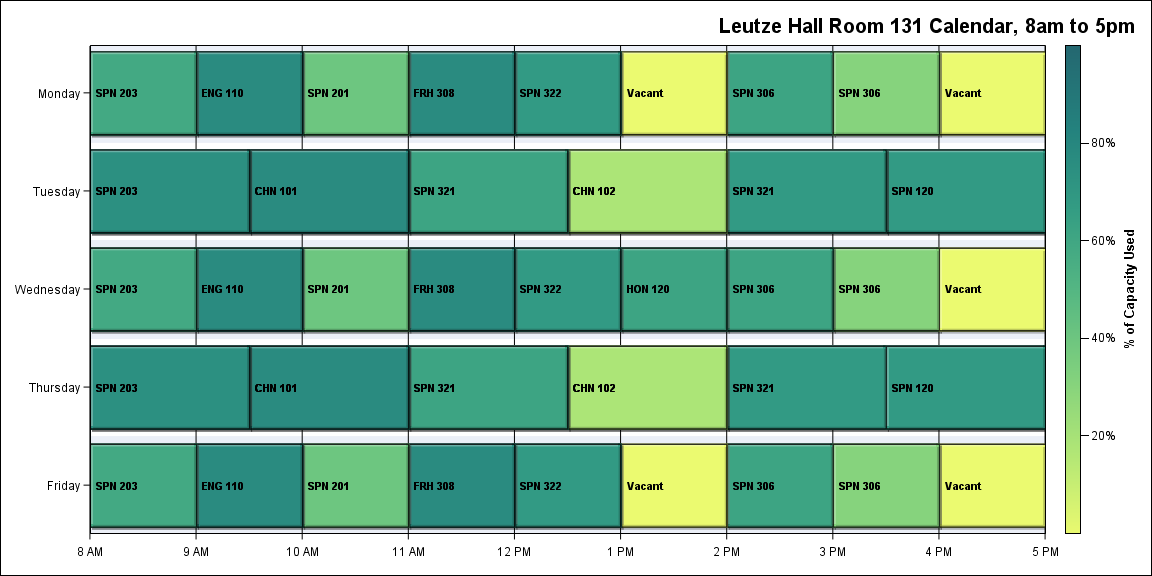 Leutze Hall Room 131 Calendar, 8am to 5pm
Monday
SPN 203
ENG 110
SPN 201
FRH 308
SPN 322
Vacant
SPN 306
SPN 306
Vacant
Tuesday
SPN 203
CHN 101
SPN 321
CHN 102
SPN 321
SPN 120
Wednesday
SPN 203
ENG 110
SPN 201
FRH 308
SPN 322
HON 120
SPN 306
SPN 306
Vacant
Thursday
SPN 203
CHN 101
SPN 321
CHN 102
SPN 321
SPN 120
Friday
SPN 203
ENG 110
SPN 201
FRH 308
SPN 322
Vacant
SPN 306
SPN 306
Vacant
8 AM
9 AM
10 AM
11 AM
12 PM
1 PM
2 PM
3 PM
4 PM
5 PM
80%
60%
40%
20%
% of Capacity Used